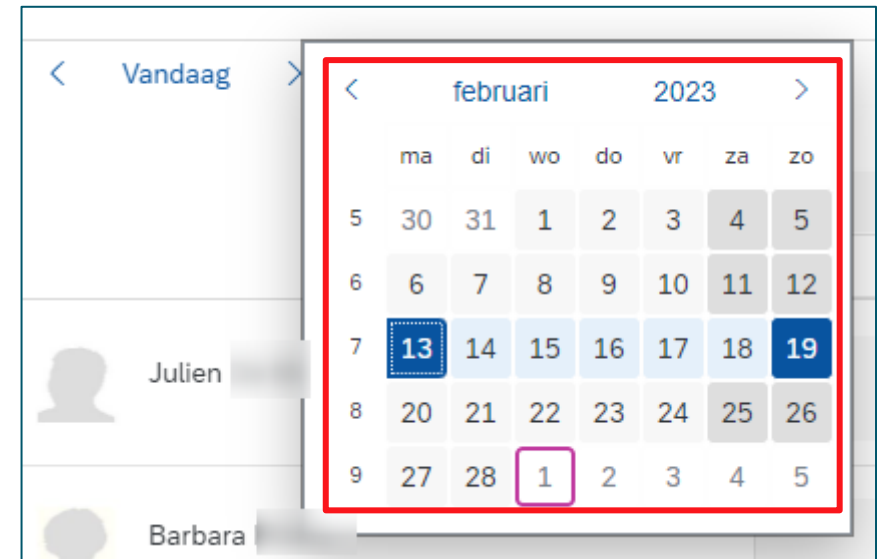 Vandaag
februari 2023
ma di wo do vr za zo
5 30 31 1 2 3 4 5
6 6 7 8 9 10 11 12
7 13 14 15 16 17 18 19
8 20 21 22 23 24 25 26
9 27 28 1 2 3 4 5
Julien
Barbara